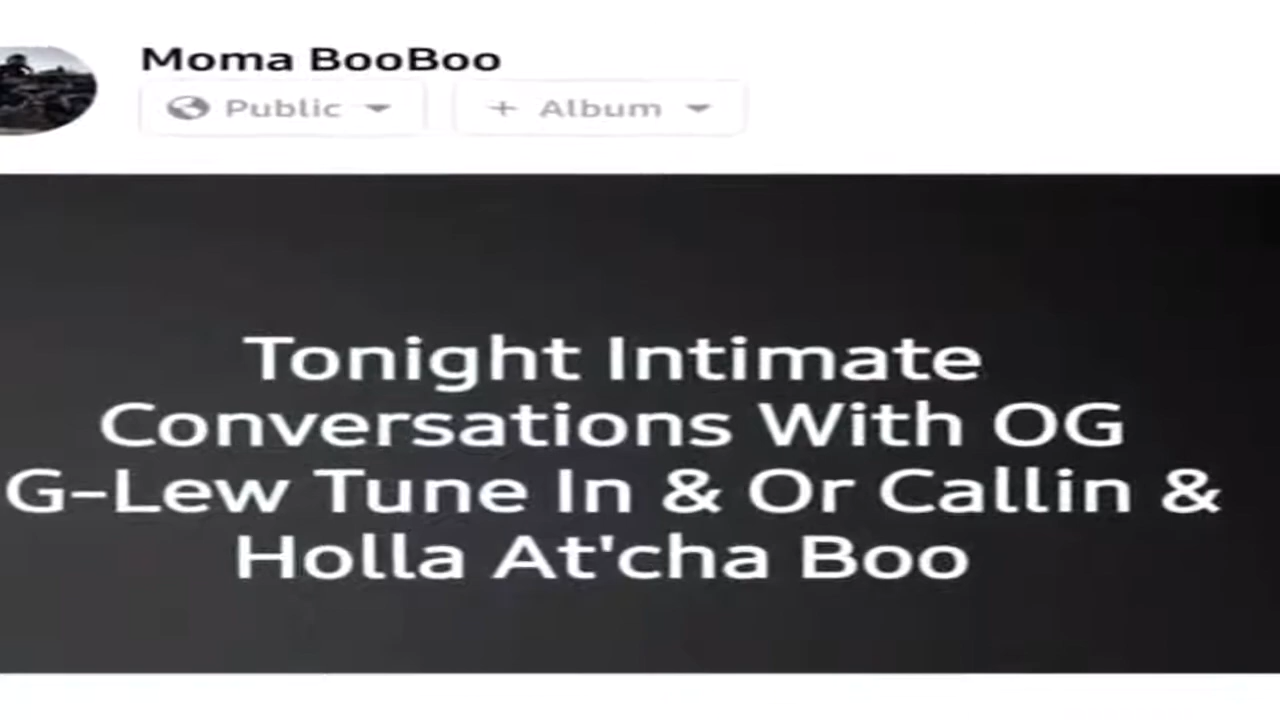 Moma BooBoo
Public + Album
Tonight Intimate
Conversations With OG
G-Lew Tune In & Or Callin &
Holla At'cha Boo